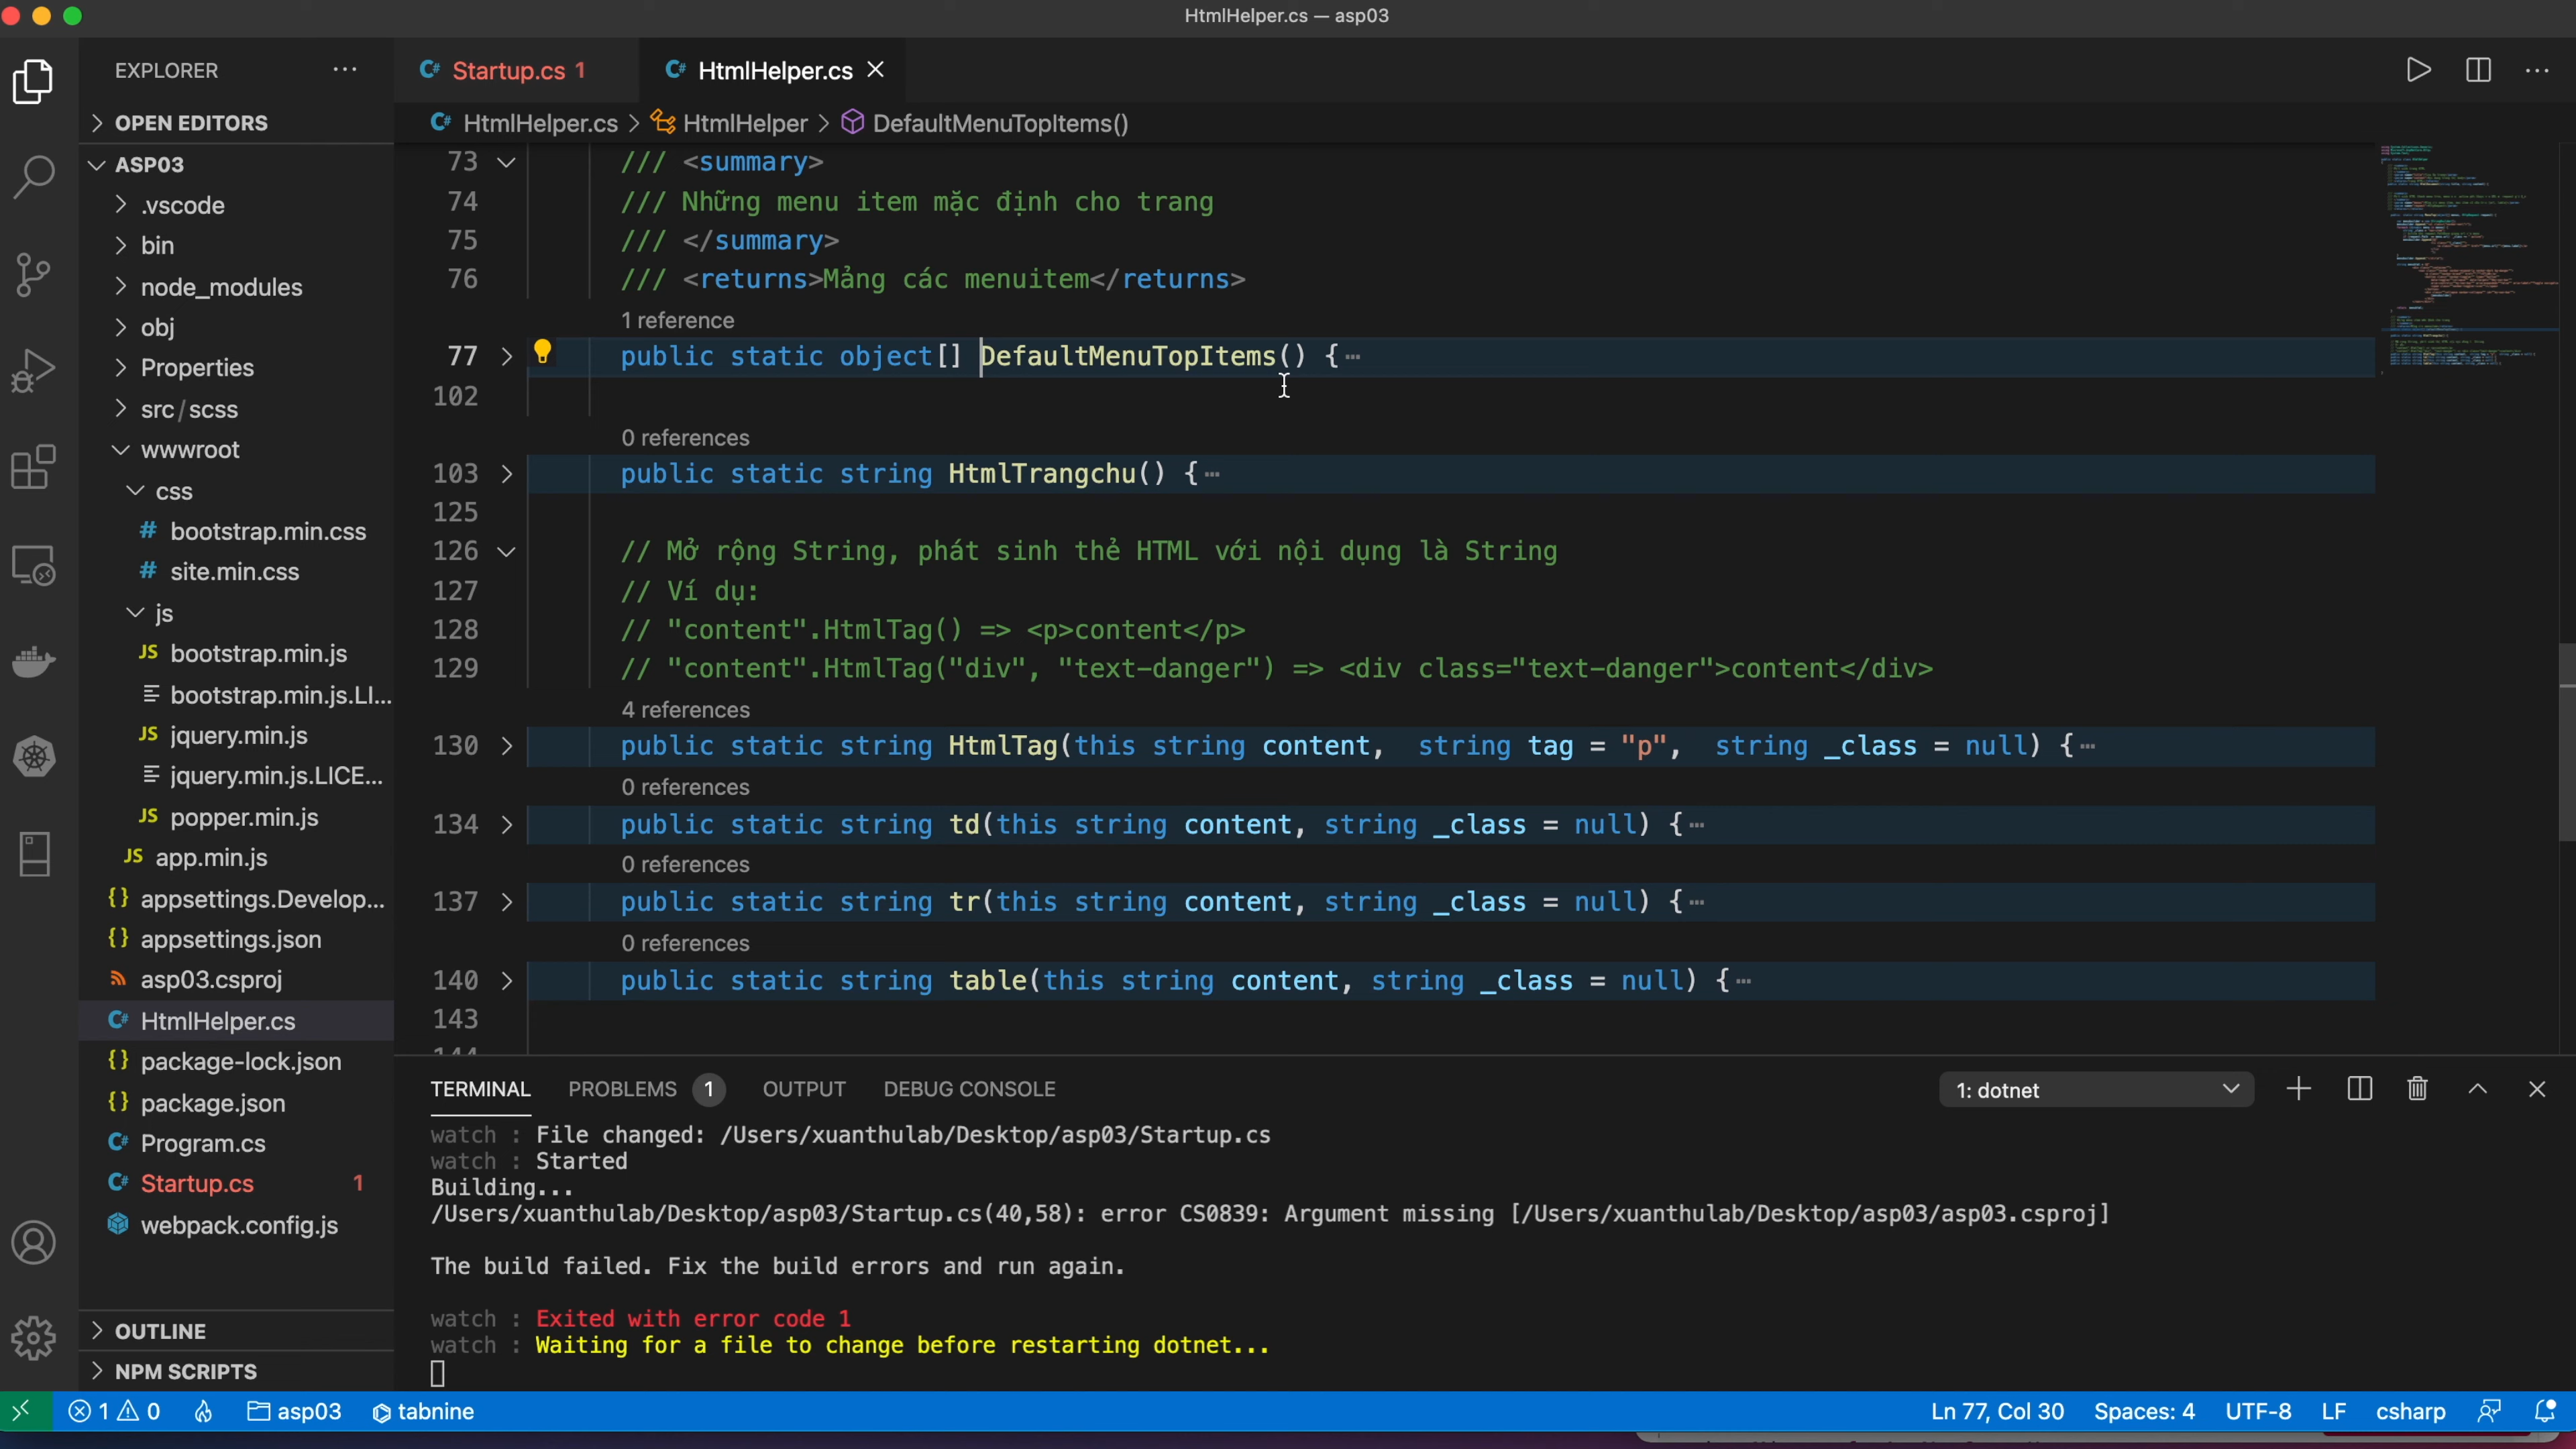 HtmlHelper.cs — asp03
EXPLORER
Startup.cs 1
HtmlHelper.cs
OPEN EDITORS
HtmlHelper.cs > HtmlHelper > DefaultMenuTopItems()
ASP03
.vscode
bin
node_modules
obj
Properties
src/scss
wwwroot
css
bootstrap.min.css
site.min.css
js
bootstrap.min.js
bootstrap.min.js.LI...
jquery.min.js
jquery.min.js.LICE...
popper.min.js
app.min.js
appsettings.Develop...
appsettings.json
asp03.csproj
HtmlHelper.cs
package-lock.json
package.json
Program.cs
Startup.cs 1
webpack.config.js
OUTLINE
NPM SCRIPTS
73 /// <summary>
74 /// Những menu item mặc định cho trang
75 /// </summary>
76 /// <returns>Mảng các menuitem</returns>
1 reference
77 public static object[] DefaultMenuTopItems() {…
102
0 references
103 public static string HtmlTrangchu() {…
125
126 // Mở rộng String, phát sinh thẻ HTML với nội dụng là String
127 // Ví dụ:
128 // "content".HtmlTag() => <p>content</p>
129 // "content".HtmlTag("div", "text-danger") => <div class="text-danger">content</div>
4 references
130 public static string HtmlTag(this string content,  string tag = "p",  string _class = null) {…
0 references
134 public static string td(this string content, string _class = null) {…
0 references
137 public static string tr(this string content, string _class = null) {…
0 references
140 public static string table(this string content, string _class = null) {…
143
144
TERMINAL PROBLEMS 1 OUTPUT DEBUG CONSOLE 1: dotnet
watch : File changed: /Users/xuanthulab/Desktop/asp03/Startup.cs
watch : Started
Building...
/Users/xuanthulab/Desktop/asp03/Startup.cs(40,58): error CS0839: Argument missing [/Users/xuanthulab/Desktop/asp03/asp03.csproj]
The build failed. Fix the build errors and run again.
watch : Exited with error code 1
watch : Waiting for a file to change before restarting dotnet...
1 0 asp03 tabnine Ln 77, Col 30 Spaces: 4 UTF-8 LF csharp